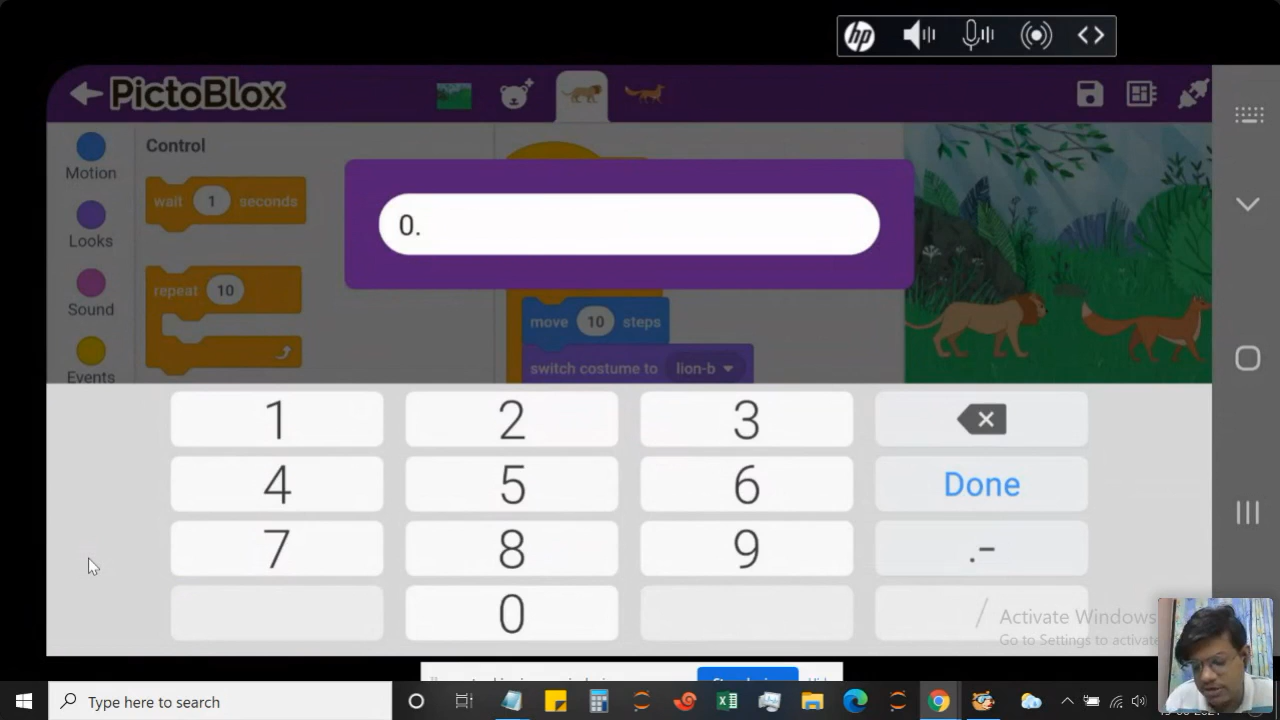 hp
PictoBlox
Control
Motion
wait 1 seconds
Looks
repeat 10
Sound
Events
0.
move 10 steps
switch costume to lion-b
1 2 3
4 5 6 Done
7 8 9 .-
0 /
Activate Windows
Go to Settings to activate
Type here to search